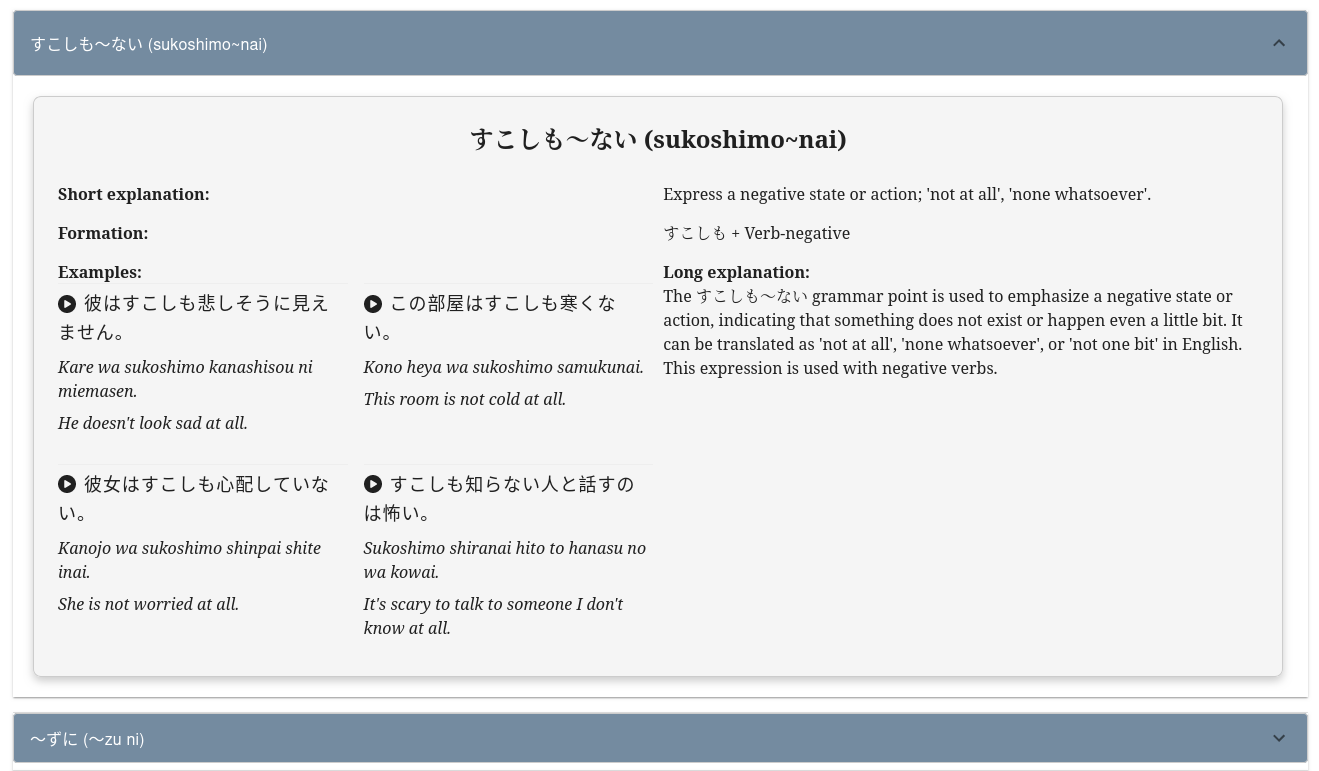 すこしも〜ない (sukoshimo~nai)
すこしも〜ない (sukoshimo~nai)
Short explanation:
Express a negative state or action; 'not at all', 'none whatsoever'.
Formation:
すこしも + Verb-negative
Examples:
彼はすこしも悲しそうに見え
ません。
Kare wa sukoshimo kanashisou ni
miemasen.
He doesn't look sad at all.
この部屋はすこしも寒くな
い。
Kono heya wa sukoshimo samukunai.
This room is not cold at all.
彼女はすこしも心配していな
い。
Kanojo wa sukoshimo shinpai shite
inai.
She is not worried at all.
すこしも知らない人と話すの
は怖い。
Sukoshimo shiranai hito to hanasu no
wa kowai.
It's scary to talk to someone I don't
know at all.
Long explanation:
The すこしも〜ない grammar point is used to emphasize a negative state or
action, indicating that something does not exist or happen even a little bit. It
can be translated as 'not at all', 'none whatsoever', or 'not one bit' in English.
This expression is used with negative verbs.
〜ずに (〜zu ni)